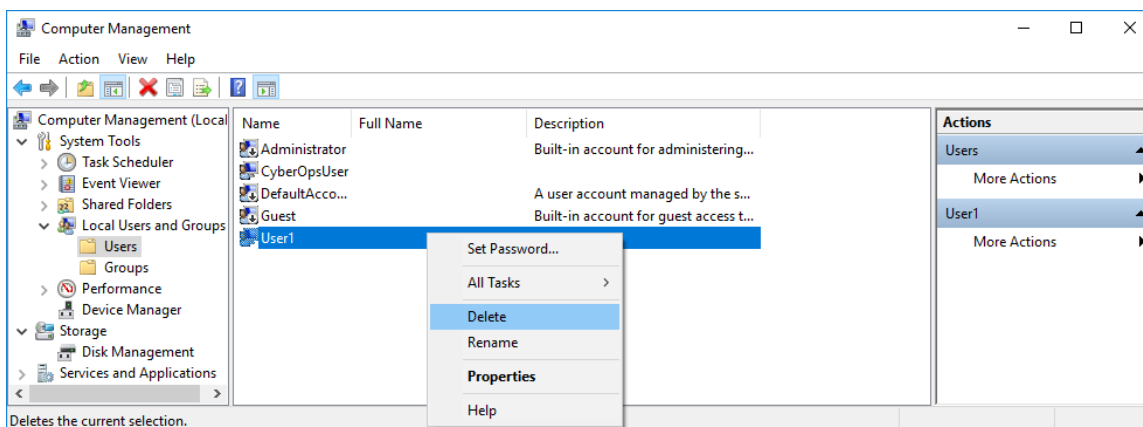 Computer Management
File Action View Help
Computer Management (Local
System Tools
Task Scheduler
Event Viewer
Shared Folders
Local Users and Groups
Users
Groups
Performance
Device Manager
Storage
Disk Management
Services and Applications
Name Full Name Description
Administrator Built-in account for administering...
CyberOpsUser
DefaultAcco... A user account managed by the s...
Guest Built-in account for guest access t...
User1
Set Password...
All Tasks
Delete
Rename
Properties
Help
Actions
Users
More Actions
User1
More Actions
Deletes the current selection.